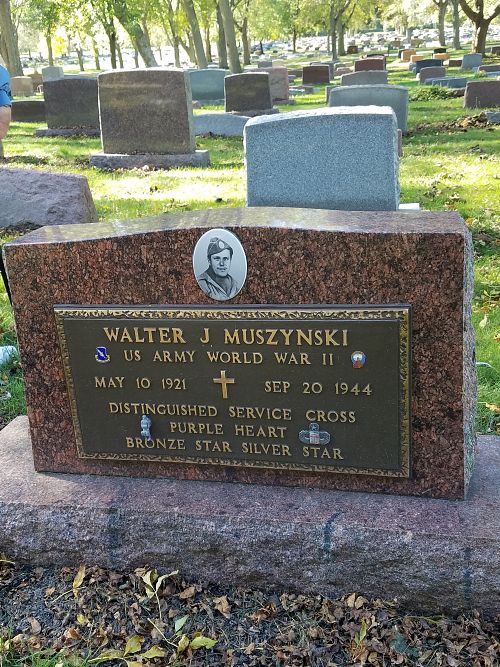 WALTER J. MUSZYNSKI
US ARMY WORLD WAR II
MAY 10 1921 SEP 20 1944
DISTINGUISHED SERVICE CROSS
PURPLE HEART
BRONZE STAR SILVER STAR